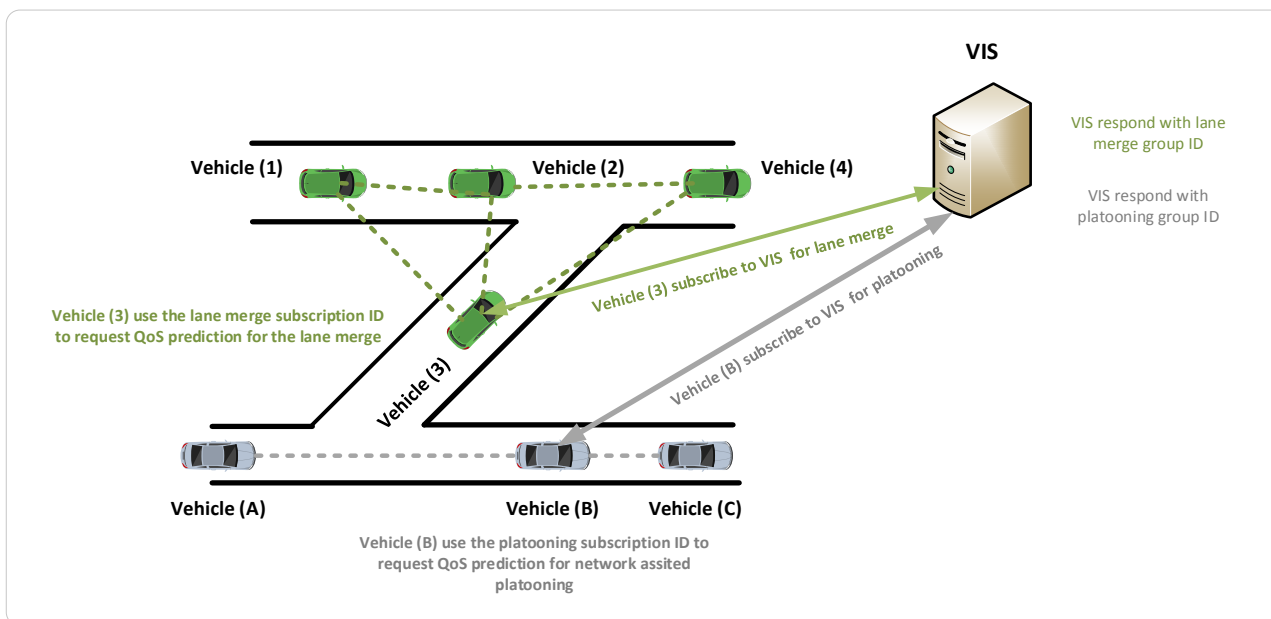 VIS
VIS respond with lane
merge group ID
VIS respond with
platooning group ID
Vehicle (1)
Vehicle (2)
Vehicle (4)
Vehicle (3) subscribe to VIS for lane merge
Vehicle (B) subscribe to VIS for platooning
Vehicle (3) use the lane merge subscription ID
to request QoS prediction for the lane merge
Vehicle (3)
Vehicle (A)
Vehicle (B)
Vehicle (C)
Vehicle (B) use the platooning subscription ID to
request QoS prediction for network assited
platooning